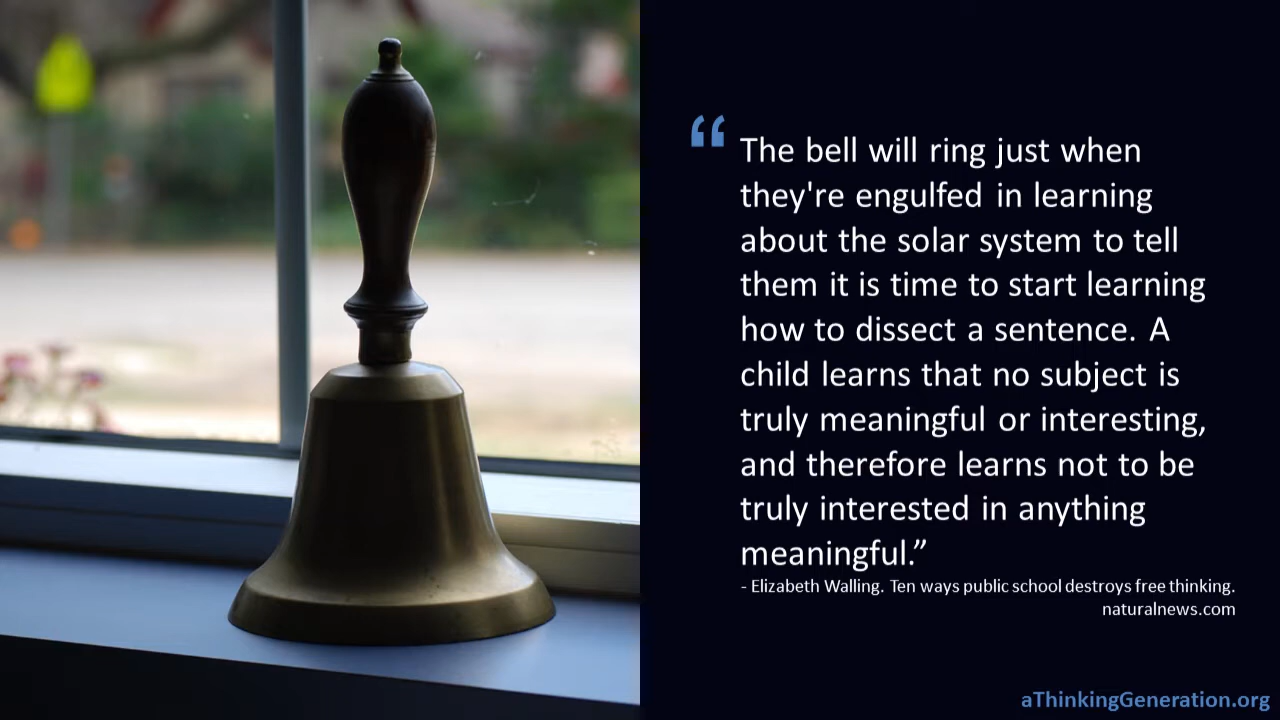 “
The bell will ring just when
they're engulfed in learning
about the solar system to tell
them it is time to start learning
how to dissect a sentence. A
child learns that no subject is
truly meaningful or interesting,
and therefore learns not to be
truly interested in anything
meaningful.”
- Elizabeth Walling. Ten ways public school destroys free thinking.
naturalnews.com
aThinkingGeneration.org